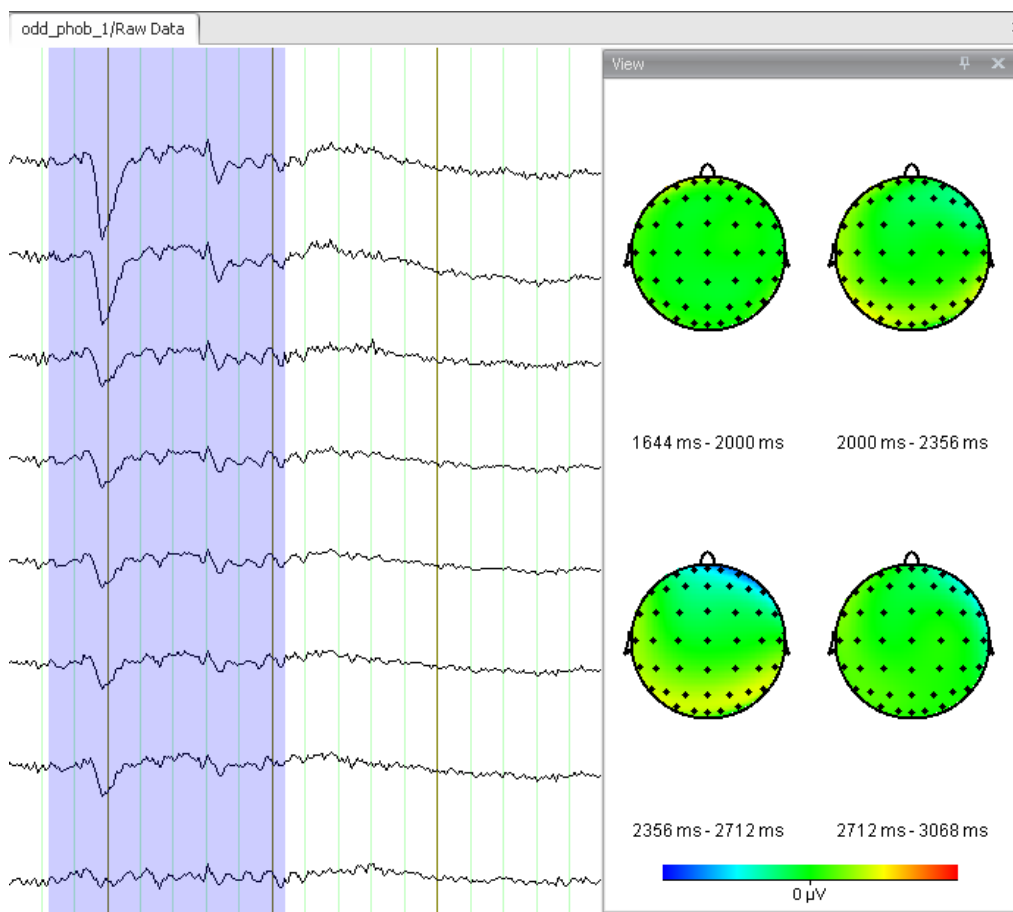 odd_phob_1/Raw Data
View
1644 ms - 2000 ms
2000 ms - 2356 ms
2356 ms - 2712 ms
2712 ms - 3068 ms
0 µV